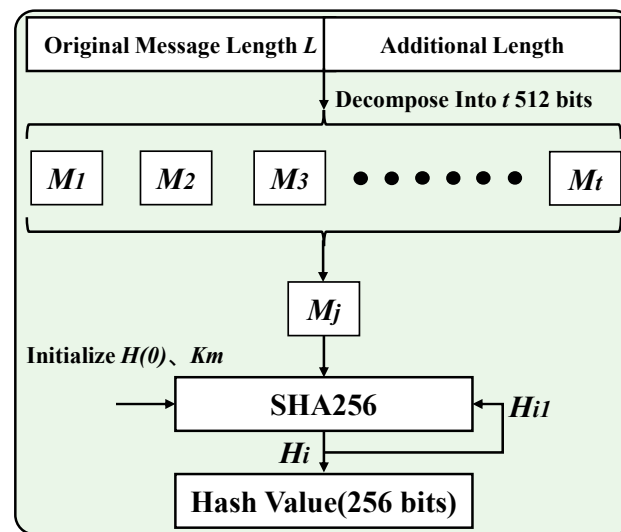 Original Message Length L Additional Length
Decompose Into t 512 bits
M1 M2 M3 Mt
Mj
Initialize H(0)、Km
SHA256
Hi1
Hi
Hash Value(256 bits)